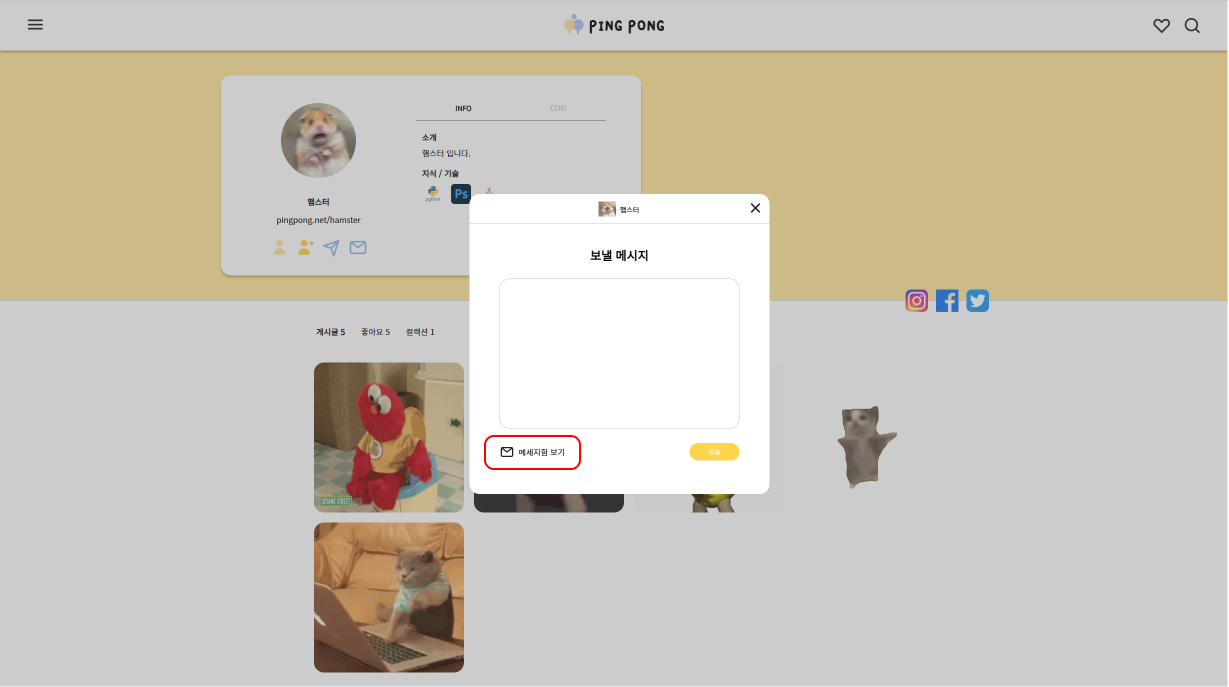 PING PONG
INFO
CERT
소개
햄스터 입니다.
지식 / 기술
python
Ps
햄스터
pingpong.net/hamster
햄스터
보낼 메시지
메세지함 보기
전송
게시글 5
좋아요 5
컬렉션 1
SESAME STREET